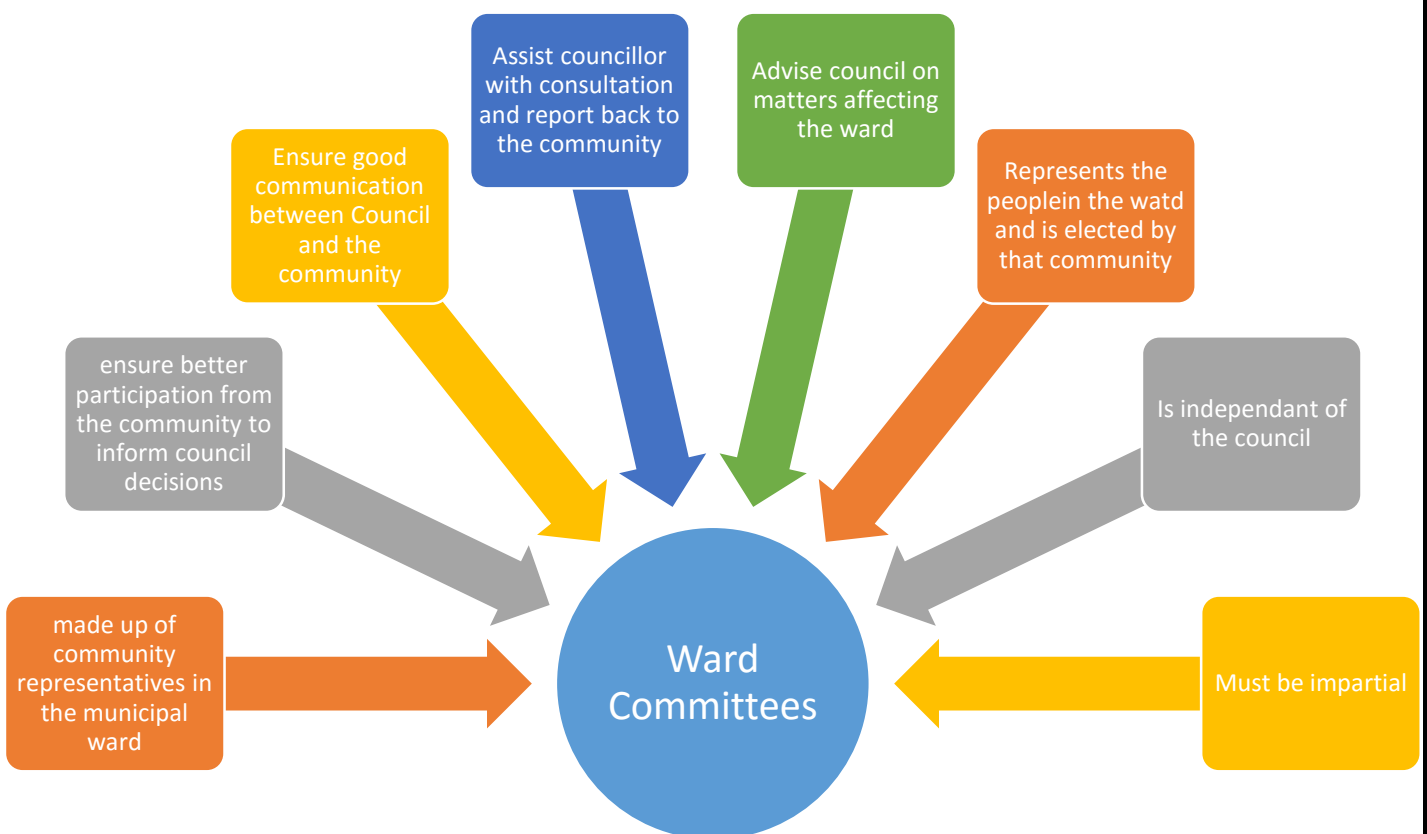 made up of
community
representatives in
the municipal
ward
ensure better
participation from
the community to
inform council
decisions
Ensure good
communication
between Council
and the
community
Assist councillor
with consultation
and report back to
the community
Advise council on
matters affecting
the ward
Represents the
peoplein the watd
and is elected by
that community
Is independant of
the council
Must be impartial
Ward
Committees